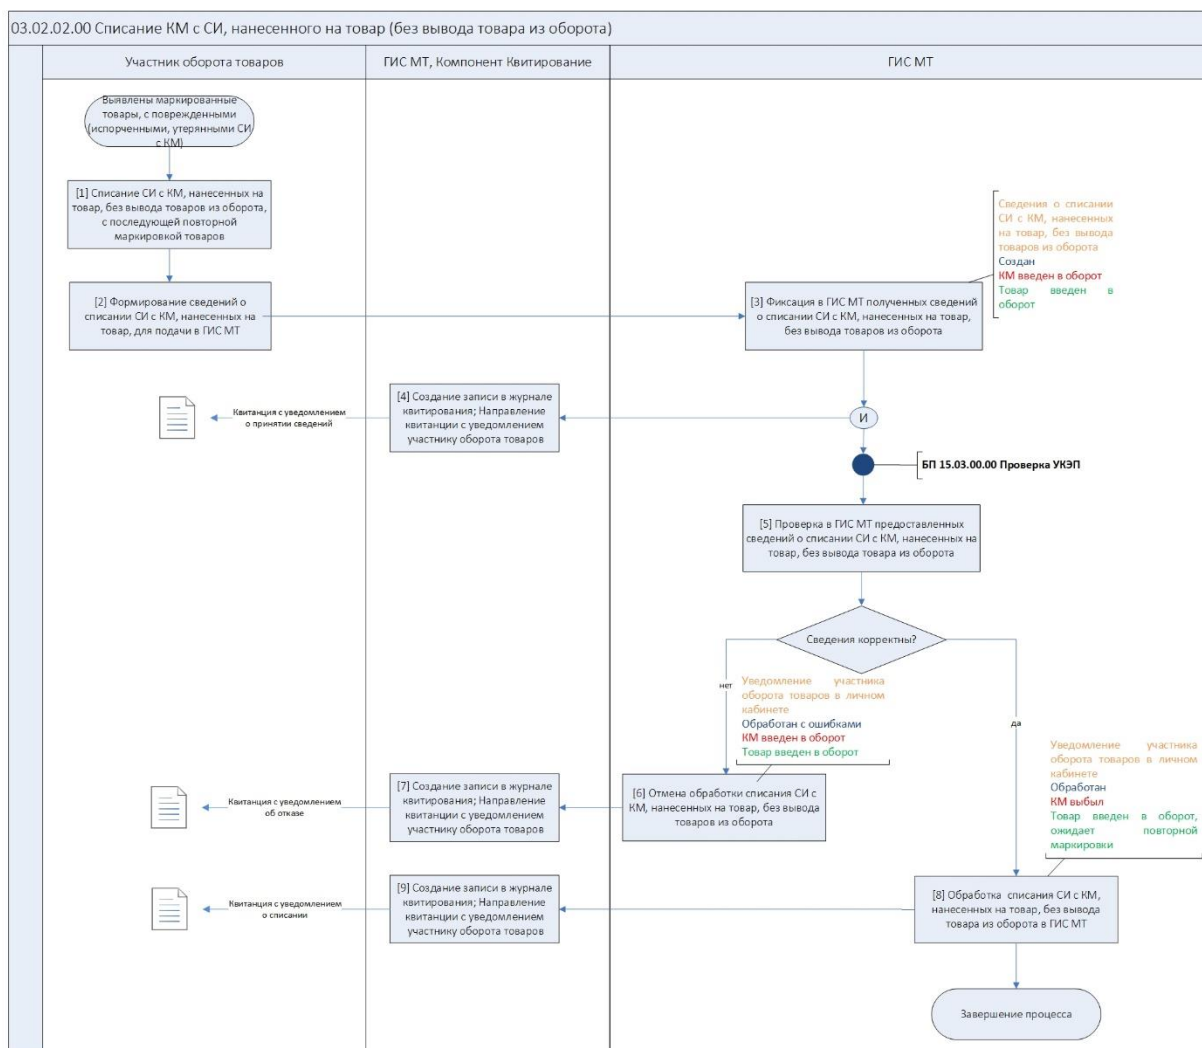 03.02.02.00 Списание КМ с СИ, нанесенного на товар (без вывода товара из оборота)
Участник оборота товаров
ГИС МТ, Компонент Квитирование
ГИС МТ
Выявлены маркированные
товары, с поврежденными
(испорченными, утерянными СИ
с КМ)
[1] Списание СИ с КМ, нанесенных на
товар, без вывода товаров из оборота,
с последующей повторной
маркировкой товаров
Сведения о списании
СИ с КМ, нанесенных
на товар, без вывода
товаров из оборота
Создан
КМ введен в оборот
Товар введен в
оборот
[2] Формирование сведений о
списании СИ с КМ, нанесенных на
товар, для подачи в ГИС МТ
[3] Фиксация в ГИС МТ полученных сведений
о списании СИ с КМ, нанесенных на товар,
без вывода товаров из оборота
Квитанция с уведомлением
о принятии сведений
[4] Создание записи в журнале
квитирования; Направление
квитанции с уведомлением
участнику оборота товаров
И
БП 15.03.00.00 Проверка УКЭП
[5] Проверка в ГИС МТ предоставленных
сведений о списании СИ с КМ, нанесенных на
товар, без вывода товара из оборота
Сведения корректны?
нет
Уведомление участника
оборота товаров в личном
кабинете
Обработан с ошибками
КМ введен в оборот
Товар введен в оборот
да
Уведомление участника
оборота товаров в личном
кабинете
Обработан
КМ выбыл
Товар введен в оборот,
ожидает повторной
маркировки
Квитанция с уведомлением
об отказе
[7] Создание записи в журнале
квитирования; Направление
квитанции с уведомлением
участнику оборота товаров
[6] Отмена обработки списания СИ с
КМ, нанесенных на товар, без вывода
товаров из оборота
Квитанция с уведомлением
о списании
[9] Создание записи в журнале
квитирования; Направление
квитанции с уведомлением
участнику оборота товаров
[8] Обработка списания СИ с КМ,
нанесенных на товар, без вывода
товара из оборота в ГИС МТ
Завершение процесса